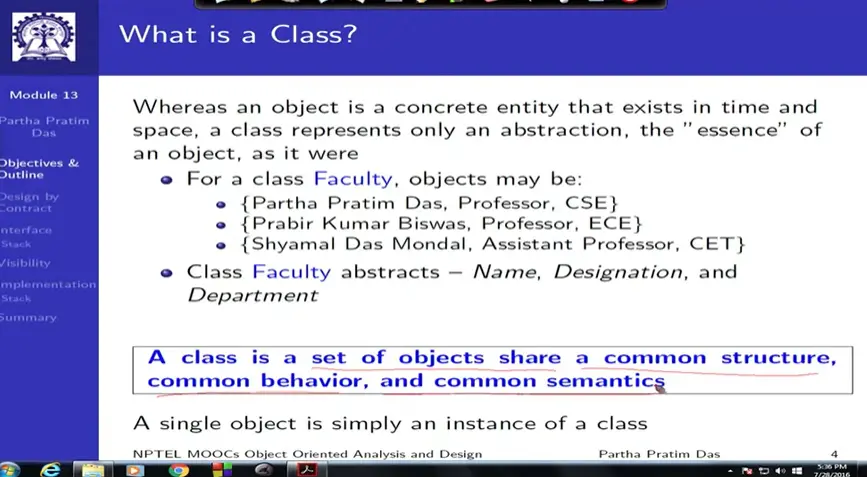 What is a Class?
Module 13
Partha Pratim
Das
Objectives &
Outline
Design by
Contract
Interface
Stack
Visibility
Implementation
Stack
Summary
Whereas an object is a concrete entity that exists in time and
space, a class represents only an abstraction, the "essence" of
an object, as it were
For a class Faculty, objects may be:
{Partha Pratim Das, Professor, CSE}
{Prabir Kumar Biswas, Professor, ECE}
{Shyamal Das Mondal, Assistant Professor, CET}
Class Faculty abstracts – Name, Designation, and
Department
A class is a set of objects share a common structure,
common behavior, and common semantics
A single object is simply an instance of a class
NPTEL MOOCs Object Oriented Analysis and Design Partha Pratim Das 4
5:36 PM
7/28/2016